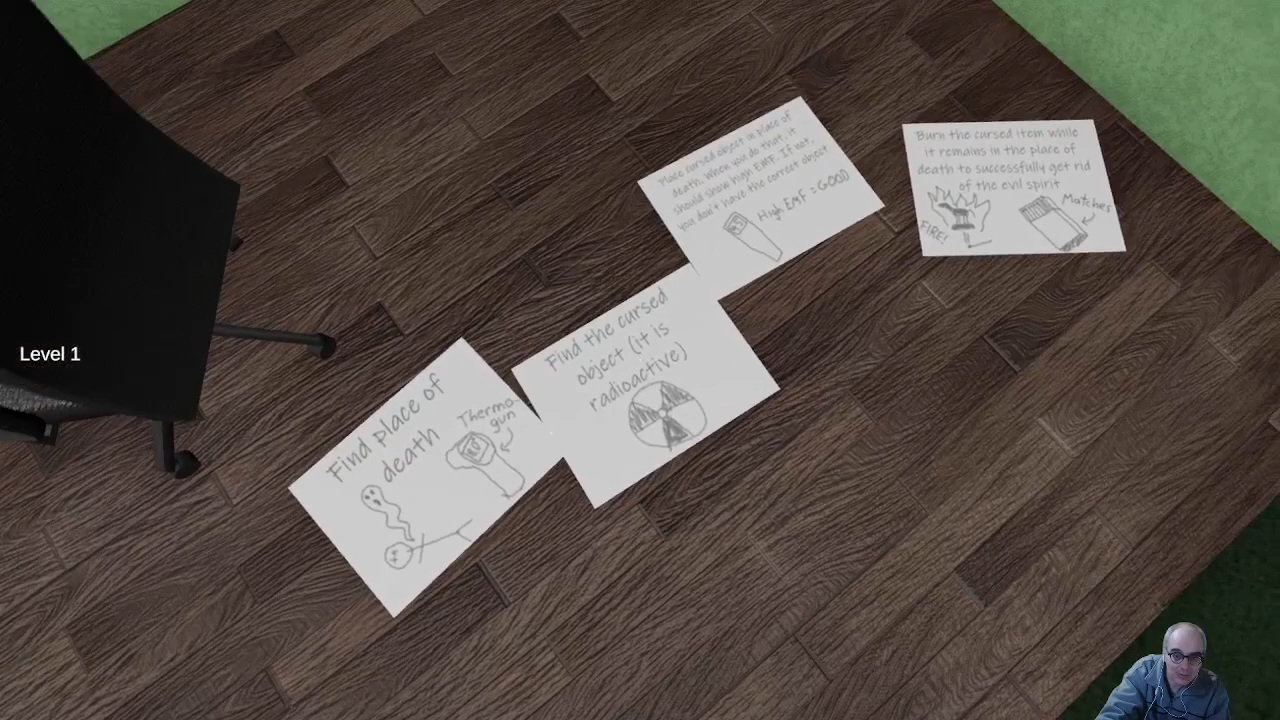 Level 1
Find place of
death
Thermo-
gun
Find the cursed
object (it is
radioactive)
Place cursed object in place of
death. When you do that, it
should show high EMF. If not,
you don't have the correct object
High EMF = GOOD
Burn the cursed item while
it remains in the place of
death to successfully get rid
of the evil spirit
FIRE!
Matches